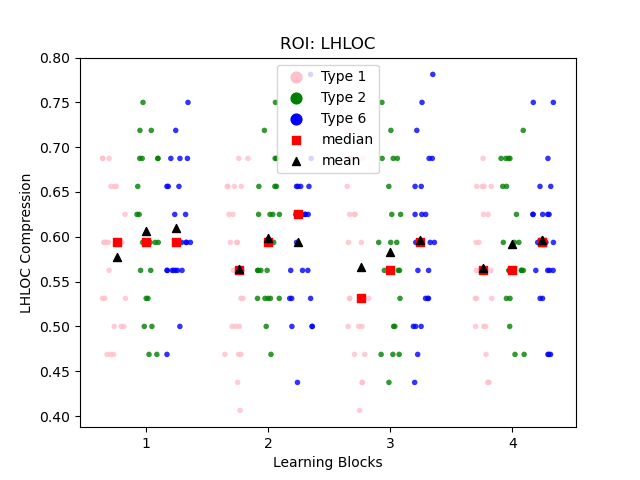 ROI: LHLOC
0.80
0.75
0.70
0.65
0.60
0.55
0.50
0.45
0.40
LHLOC Compression
Type 1
Type 2
Type 6
median
mean
1 2 3 4
Learning Blocks